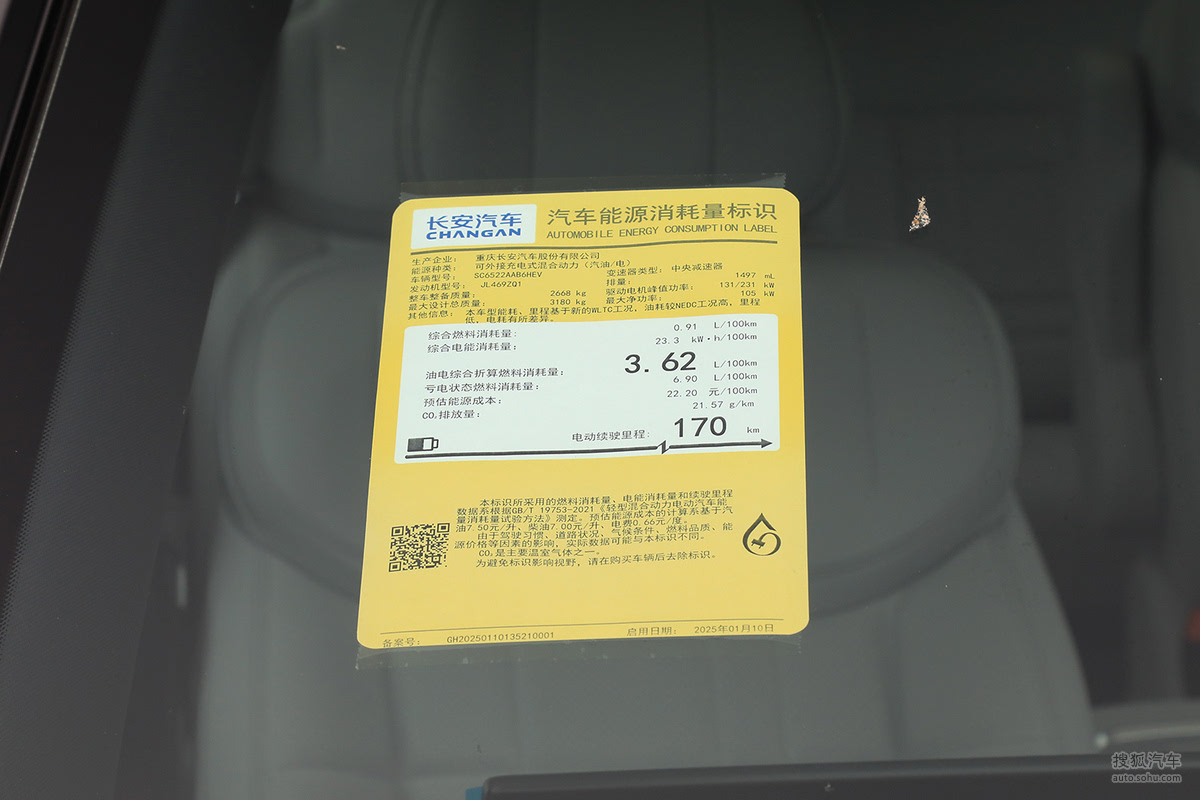 长安汽车
CHANGAN
汽车能源消耗量标识
AUTOMOBILE ENERGY CONSUMPTION LABEL
生产企业: 重庆长安汽车股份有限公司
能源种类: 可外接充电式混合动力（汽油/电）
车辆型号: SC6522AAB6HEV 变速器类型: 中央减速器
发动机型号: JL469ZQ1 排量: 1497 mL
整车整备质量: 2668 kg 驱动电机峰值功率: 131/231 kW
最大设计总质量: 3180 kg 最大净功率: 105 kW
其他信息: 本车型能耗、里程基于新的WLTC工况，油耗较NEDC工况高，里程
低，电耗有所差异。
综合燃料消耗量: 0.91 L/100km
综合电能消耗量: 23.3 kW·h/100km
油电综合折算燃料消耗量: 3.62 L/100km
亏电状态燃料消耗量: 6.90 L/100km
预估能源成本: 22.20 元/100km
CO₂排放量: 21.57 g/km
电动续驶里程: 170 km
本标识所采用的燃料消耗量、电能消耗量和续驶里程
数据系根据GB/T 19753-2021《轻型混合动力电动汽车能
量消耗量试验方法》测定。预估能源成本的计算系基于汽
油7.50元/升、柴油7.00元/升、电费0.66元/度。
由于驾驶习惯、道路状况、气候条件、燃料品质、能
源价格等因素的影响，实际数据可能与本标识不同。
CO₂是主要温室气体之一。
为避免标识影响视野，请在购买车辆后去除标识。
备案号: GH20250110135210001 启用日期: 2025年01月10日
搜狐汽车
auto.sohu.com